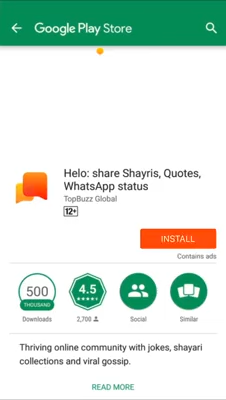 Google Play Store
Helo: share Shayris, Quotes,
WhatsApp status
TopBuzz Global
12+
INSTALL
Contains ads
500
THOUSAND
4.5
Downloads
2,700
Social
Similar
Thriving online community with jokes, shayari
collections and viral gossip.
READ MORE